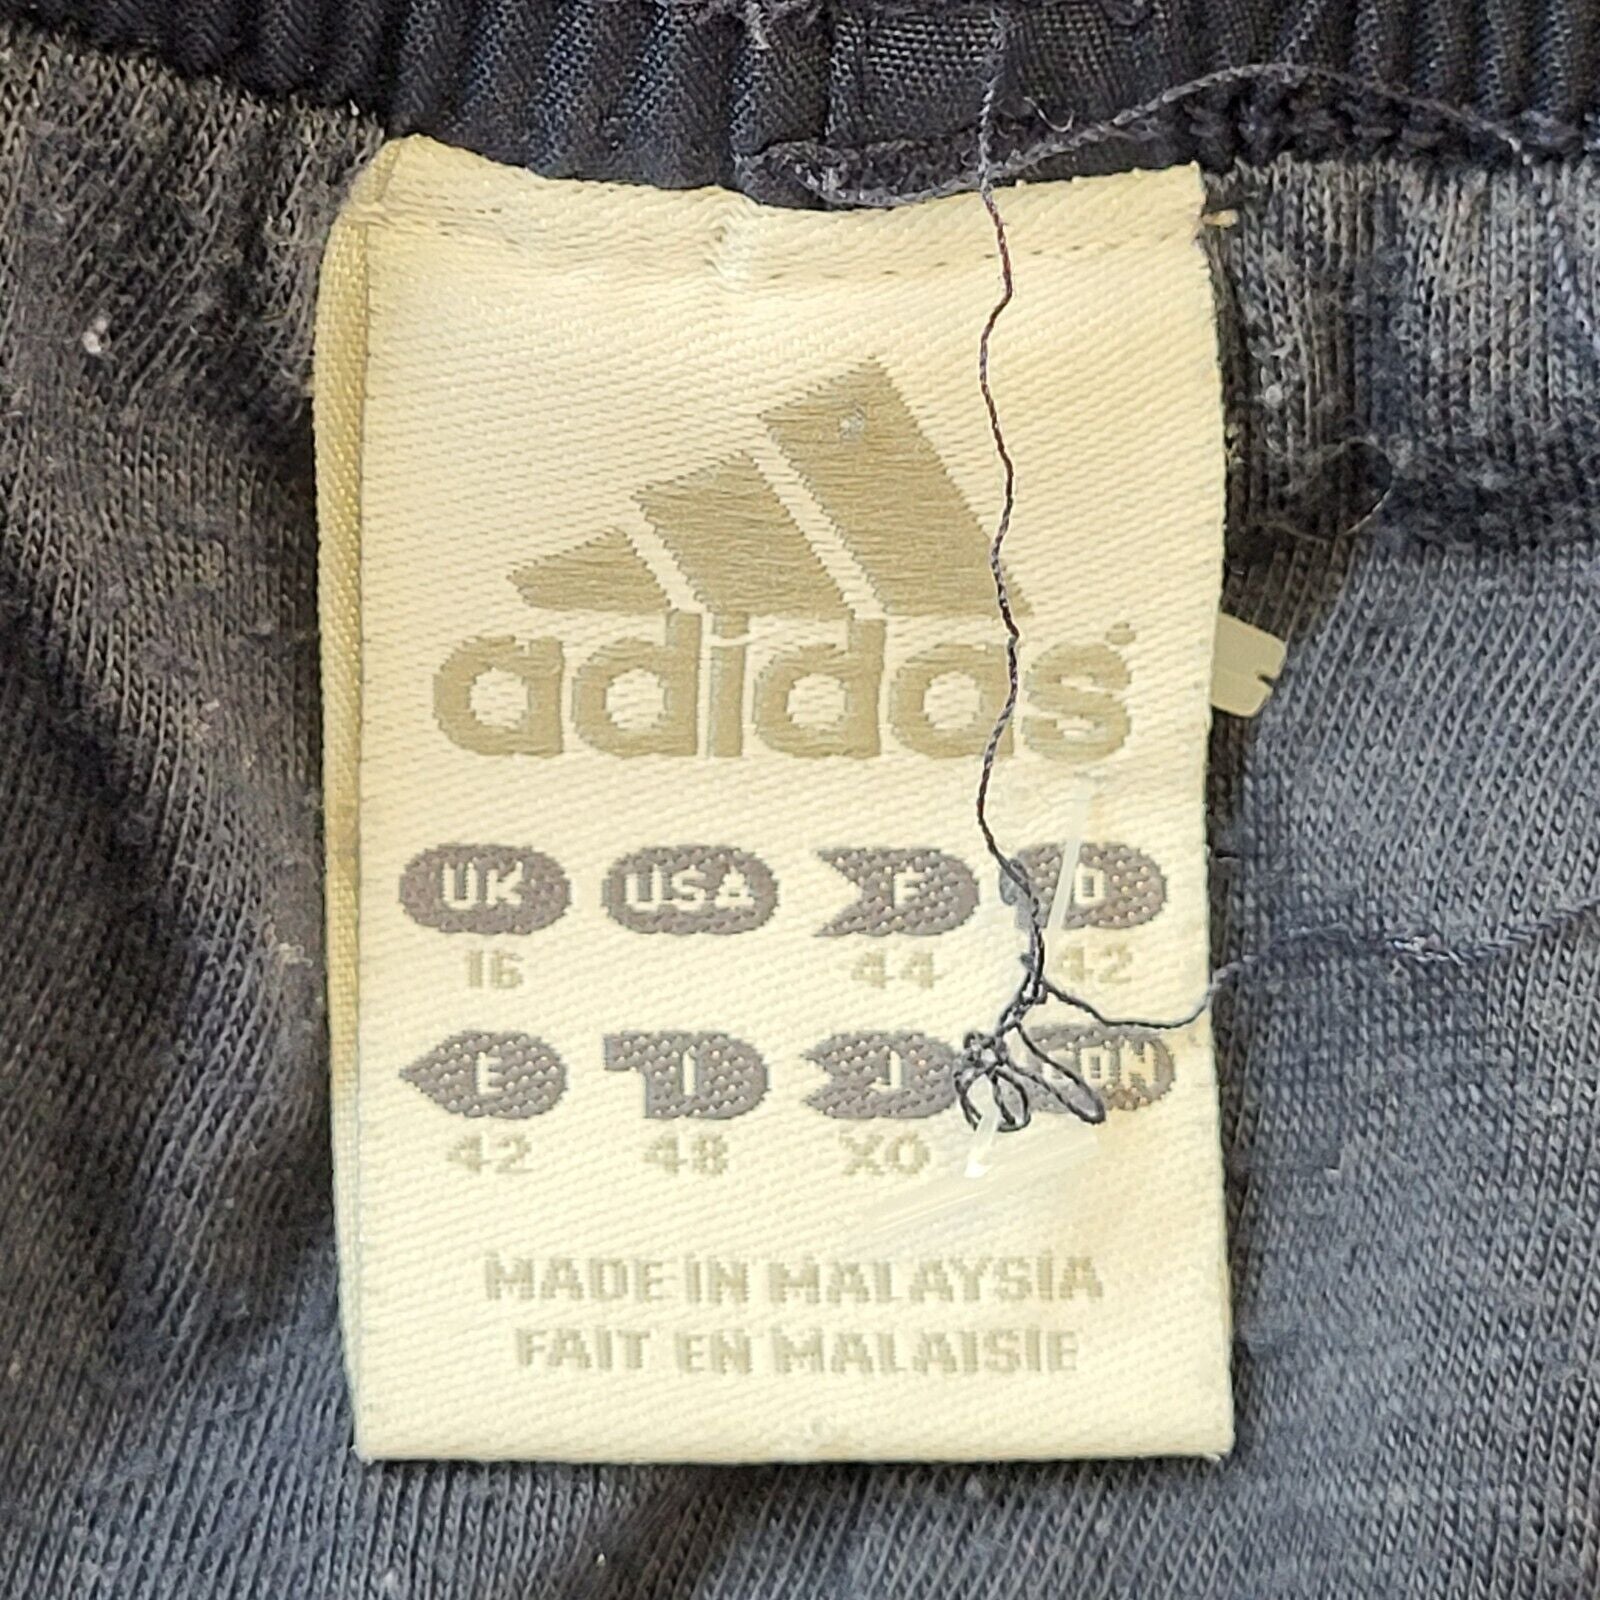 adidas
UK USA F D
16 44 42
E I J
42 48 XO
MADE IN MALAYSIA
FAIT EN MALAISIE